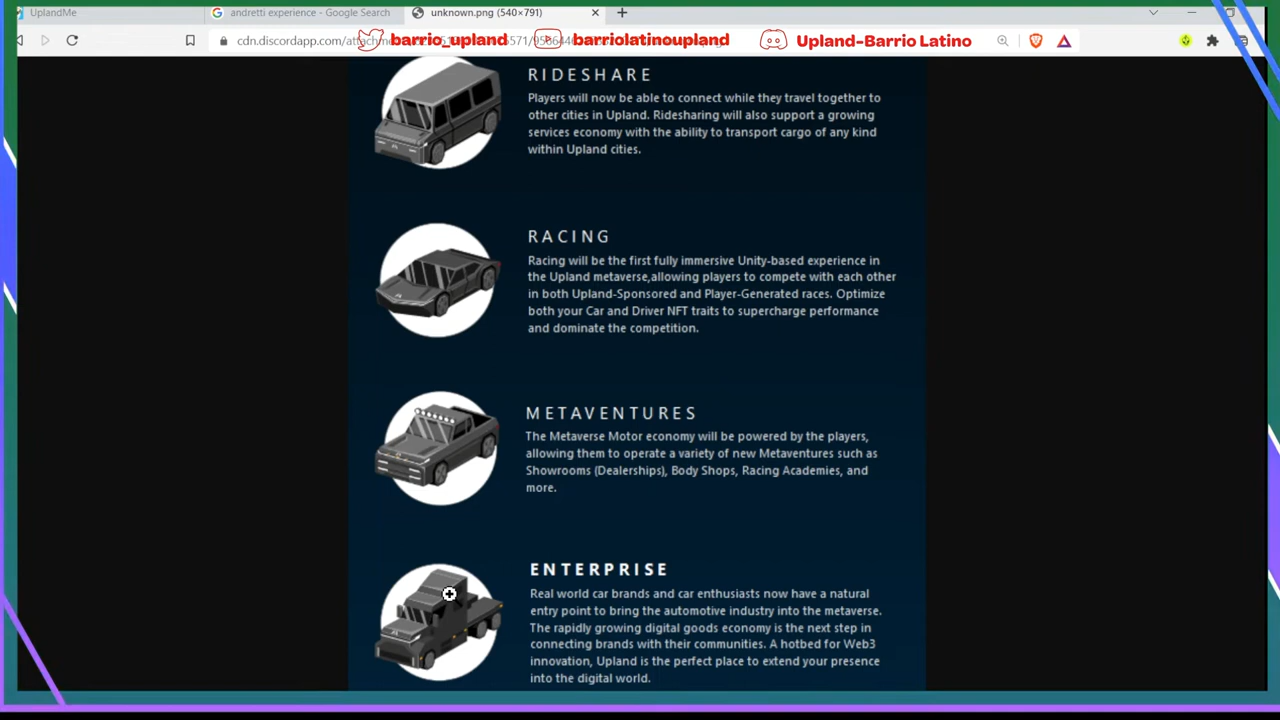 UplandMe
andretti experience - Google Search
unknown.png (540×791)
cdn.discordapp.com/attach
barrio_upland
barriolatinoupland
Upland-Barrio Latino
RIDESHARE
Players will now be able to connect while they travel together to
other cities in Upland. Ridesharing will also support a growing
services economy with the ability to transport cargo of any kind
within Upland cities.
RACING
Racing will be the first fully immersive Unity-based experience in
the Upland metaverse,allowing players to compete with each other
in both Upland-Sponsored and Player-Generated races. Optimize
both your Car and Driver NFT traits to supercharge performance
and dominate the competition.
METAVENTURES
The Metaverse Motor economy will be powered by the players,
allowing them to operate a variety of new Metaventures such as
Showrooms (Dealerships), Body Shops, Racing Academies, and
more.
ENTERPRISE
Real world car brands and car enthusiasts now have a natural
entry point to bring the automotive industry into the metaverse.
The rapidly growing digital goods economy is the next step in
connecting brands with their communities. A hotbed for Web3
innovation, Upland is the perfect place to extend your presence
into the digital world.